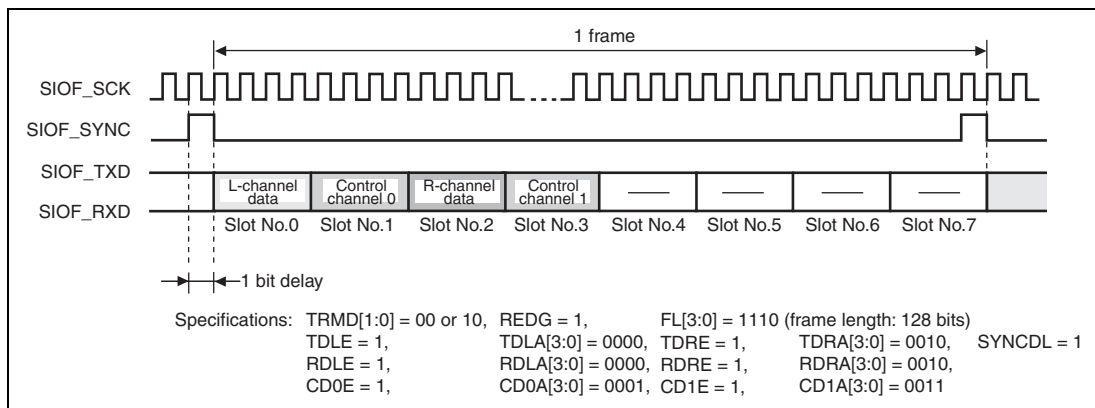 1 frame
SIOF_SCK
SIOF_SYNC
SIOF_TXD
SIOF_RXD
L-channel data
Control channel 0
R-channel data
Control channel 1
Slot No.0 Slot No.1 Slot No.2 Slot No.3 Slot No.4 Slot No.5 Slot No.6 Slot No.7
1 bit delay
Specifications: TRMD[1:0] = 00 or 10, REDG = 1, FL[3:0] = 1110 (frame length: 128 bits)
TDLE = 1, TDLA[3:0] = 0000, TDRE = 1, TDRA[3:0] = 0010, SYNCDL = 1
RDLE = 1, RDLA[3:0] = 0000, RDRE = 1, RDRA[3:0] = 0010,
CD0E = 1, CD0A[3:0] = 0001, CD1E = 1, CD1A[3:0] = 0011